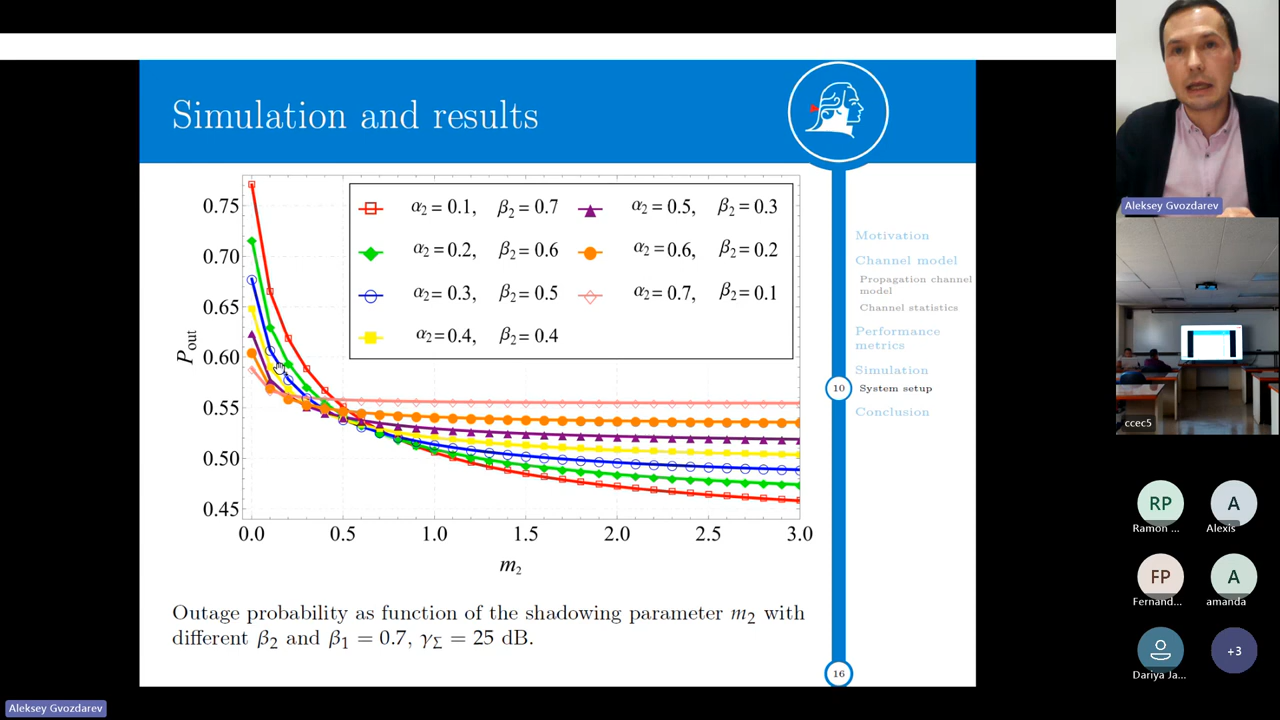 Simulation and results
0.75
0.70
0.65
0.60
0.55
0.50
0.45
P_out
α₂ = 0.1, β₂ = 0.7
α₂ = 0.2, β₂ = 0.6
α₂ = 0.3, β₂ = 0.5
α₂ = 0.4, β₂ = 0.4
α₂ = 0.5, β₂ = 0.3
α₂ = 0.6, β₂ = 0.2
α₂ = 0.7, β₂ = 0.1
0.0 0.5 1.0 1.5 2.0 2.5 3.0
m₂
Outage probability as function of the shadowing parameter m₂ with
different β₂ and β₁ = 0.7, γ_Σ = 25 dB.
Motivation
Channel model
Propagation channel
model
Channel statistics
Performance
metrics
Simulation
10 System setup
Conclusion
16
Aleksey Gvozdarev
ccec5
RP
Ramon ...
A
Alexis
FP
Fernand...
A
amanda
Dariya Ja...
+3
Aleksey Gvozdarev